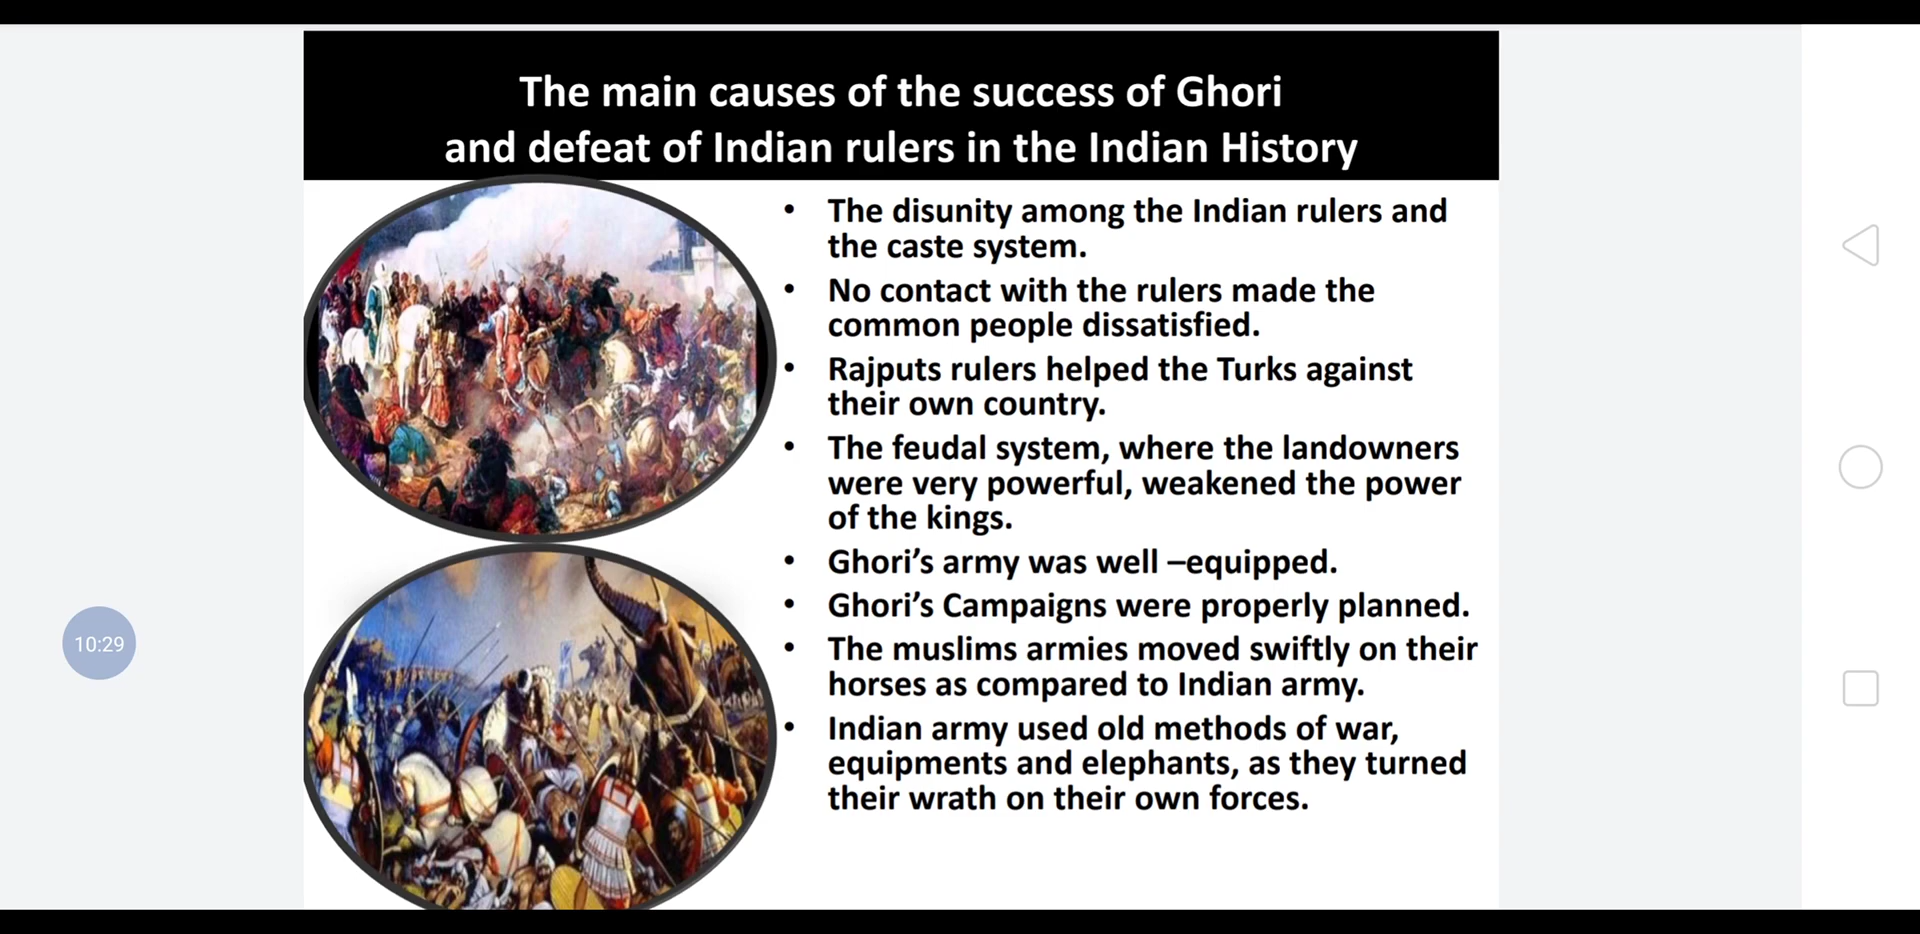 The main causes of the success of Ghori
and defeat of Indian rulers in the Indian History
• The disunity among the Indian rulers and
the caste system.
• No contact with the rulers made the
common people dissatisfied.
• Rajputs rulers helped the Turks against
their own country.
• The feudal system, where the landowners
were very powerful, weakened the power
of the kings.
• Ghori’s army was well –equipped.
• Ghori’s Campaigns were properly planned.
• The muslims armies moved swiftly on their
horses as compared to Indian army.
• Indian army used old methods of war,
equipments and elephants, as they turned
their wrath on their own forces.
10:29